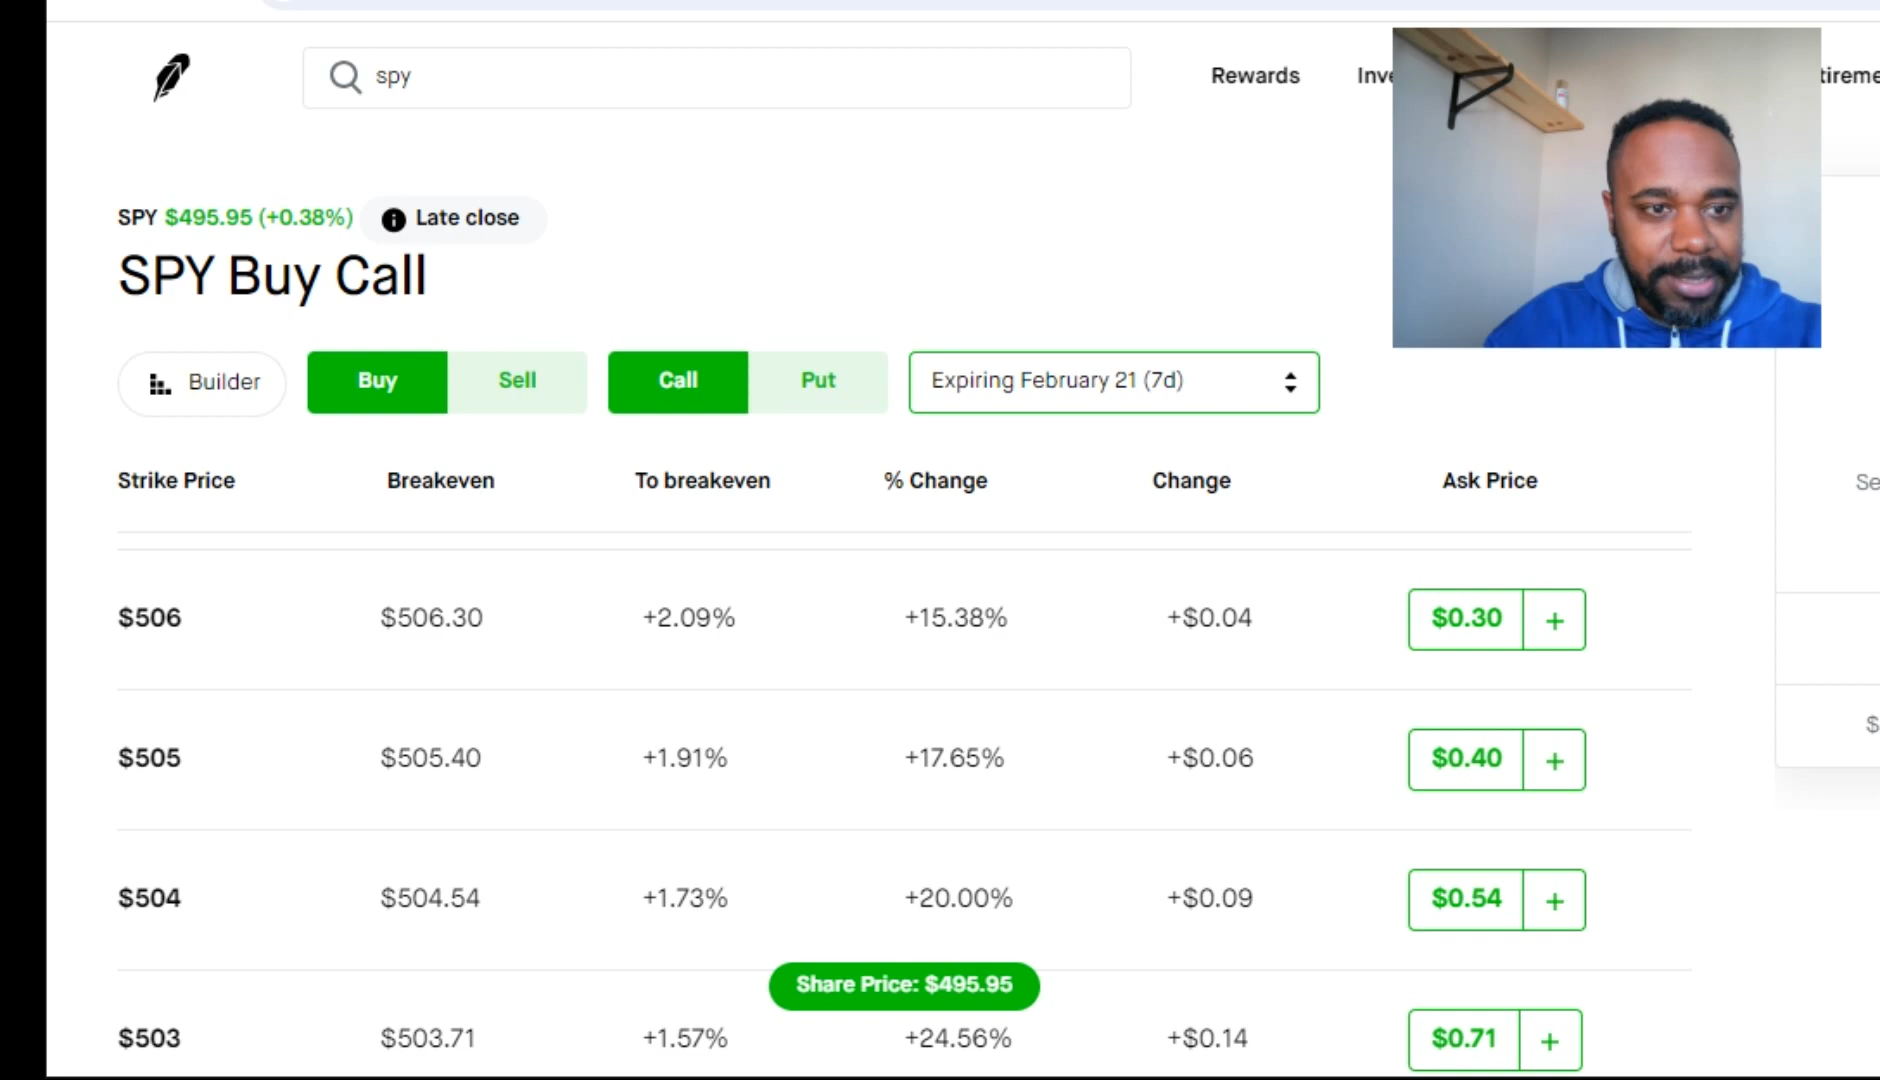 spy
Rewards
SPY $495.95 (+0.38%) Late close
SPY Buy Call
Builder Buy Sell Call Put Expiring February 21 (7d)
Strike Price Breakeven To breakeven % Change Change Ask Price
$506 $506.30 +2.09% +15.38% +$0.04 $0.30 +
$505 $505.40 +1.91% +17.65% +$0.06 $0.40 +
$504 $504.54 +1.73% +20.00% +$0.09 $0.54 +
Share Price: $495.95
$503 $503.71 +1.57% +24.56% +$0.14 $0.71 +